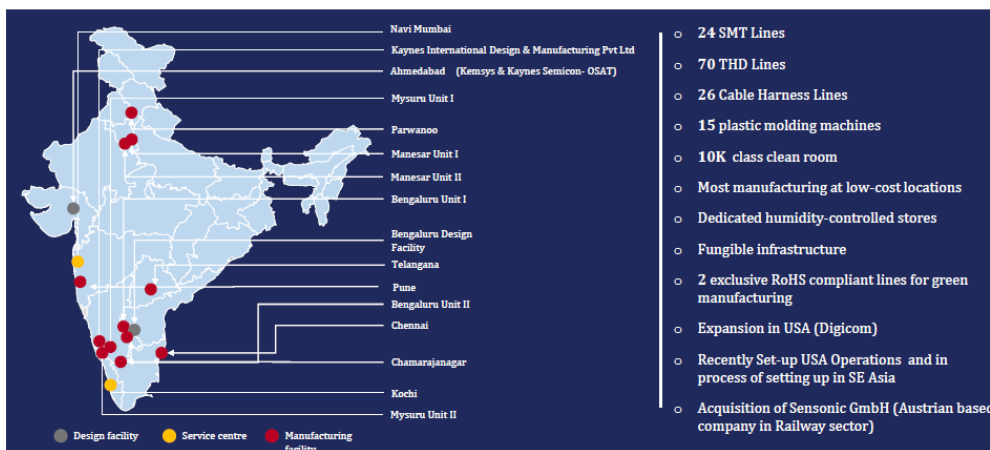 Navi Mumbai
Kaynes International Design & Manufacturing Pvt Ltd
Ahmedabad (Kemsys & Kaynes Semicon- OSAT)
Mysuru Unit I
Parwanoo
Manesar Unit I
Manesar Unit II
Bengaluru Unit I
Bengaluru Design
Facility
Telangana
Pune
Bengaluru Unit II
Chennai
Chamarajanagar
Kochi
Mysuru Unit II
Design facility
Service centre
Manufacturing
facility
24 SMT Lines
70 THD Lines
26 Cable Harness Lines
15 plastic molding machines
10K class clean room
Most manufacturing at low-cost locations
Dedicated humidity-controlled stores
Fungible infrastructure
2 exclusive RoHS compliant lines for green
manufacturing
Expansion in USA (Digicom)
Recently Set-up USA Operations and in
process of setting up in SE Asia
Acquisition of Sensonic GmbH (Austrian based
company in Railway sector)